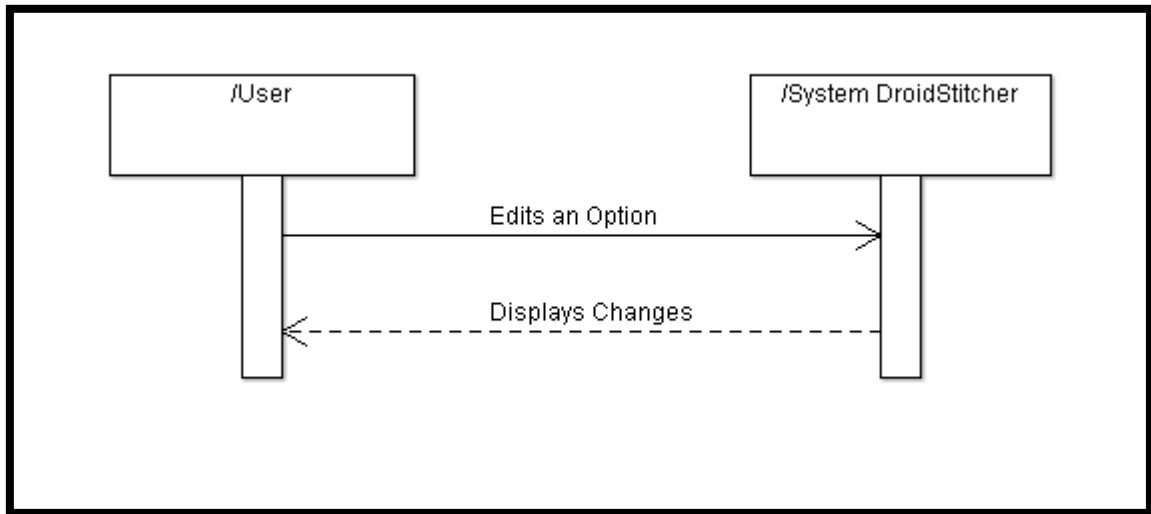 /User
/System DroidStitcher
Edits an Option
Displays Changes